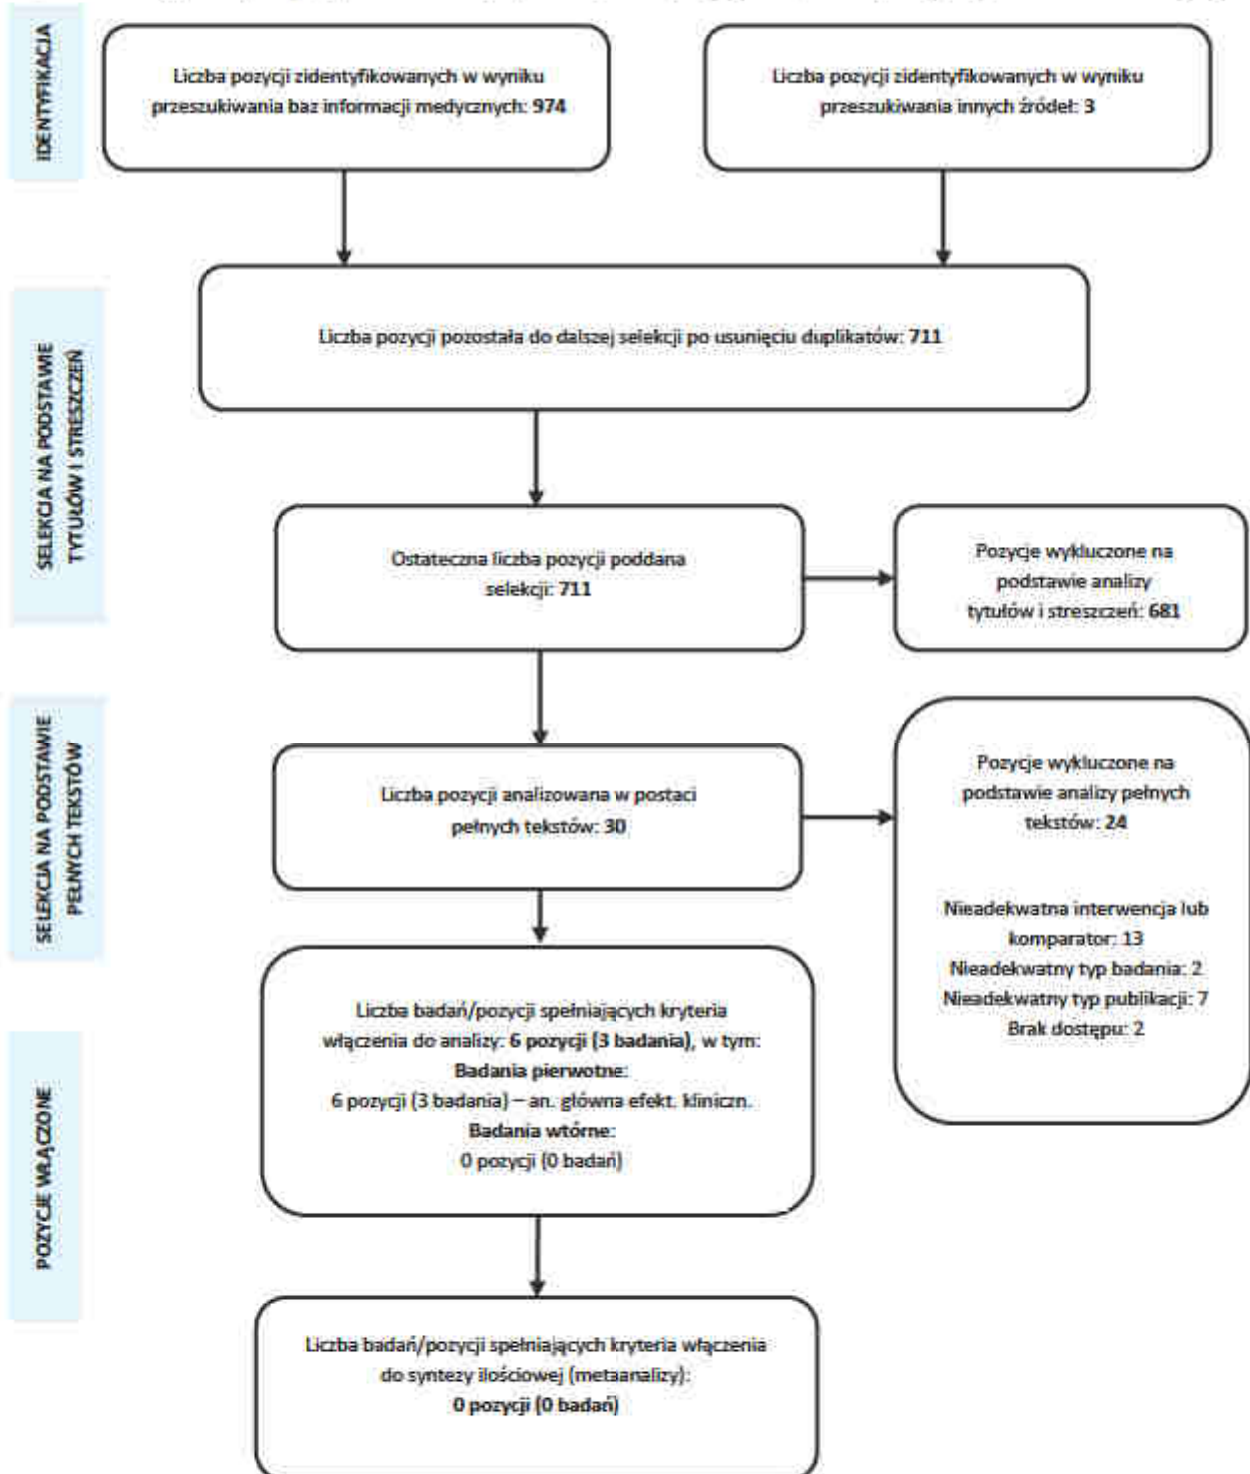 IDENTYFIKACJA
Liczba pozycji zidentyfikowanych w wyniku
przeszukiwania baz informacji medycznych: 974
Liczba pozycji zidentyfikowanych w wyniku
przeszukiwania innych źródeł: 3
SELEKCJA NA PODSTAWE
TYTUŁÓW I STRESZCZEŃ
Liczba pozycji pozostała do dalszej selekcji po usunięciu duplikatów: 711
Ostateczna liczba pozycji poddana
selekcji: 711
Pozycje wykluczone na
podstawie analizy
tytułów i streszczeń: 681
SELEKCJA NA PODSTAWIE
PEŁNYCH TEKSTÓW
Liczba pozycji analizowana w postaci
pełnych tekstów: 30
Pozycje wykluczone na
podstawie analizy pełnych
tekstów: 24
Nieadekwatna interwencja lub
komparator: 13
Nieadekwatny typ badania: 2
Nieadekwatny typ publikacji: 7
Brak dostępu: 2
POZYCJE WŁĄCZONE
Liczba badań/pozycji spełniających kryteria
włączenia do analizy: 6 pozycji (3 badania), w tym:
Badania pierwotne:
6 pozycji (3 badania) – an. główna efekt. kliniczn.
Badania wtórne:
0 pozycji (0 badań)
Liczba badań/pozycji spełniających kryteria włączenia
do syntezy ilościowej (metaanalizy):
0 pozycji (0 badań)